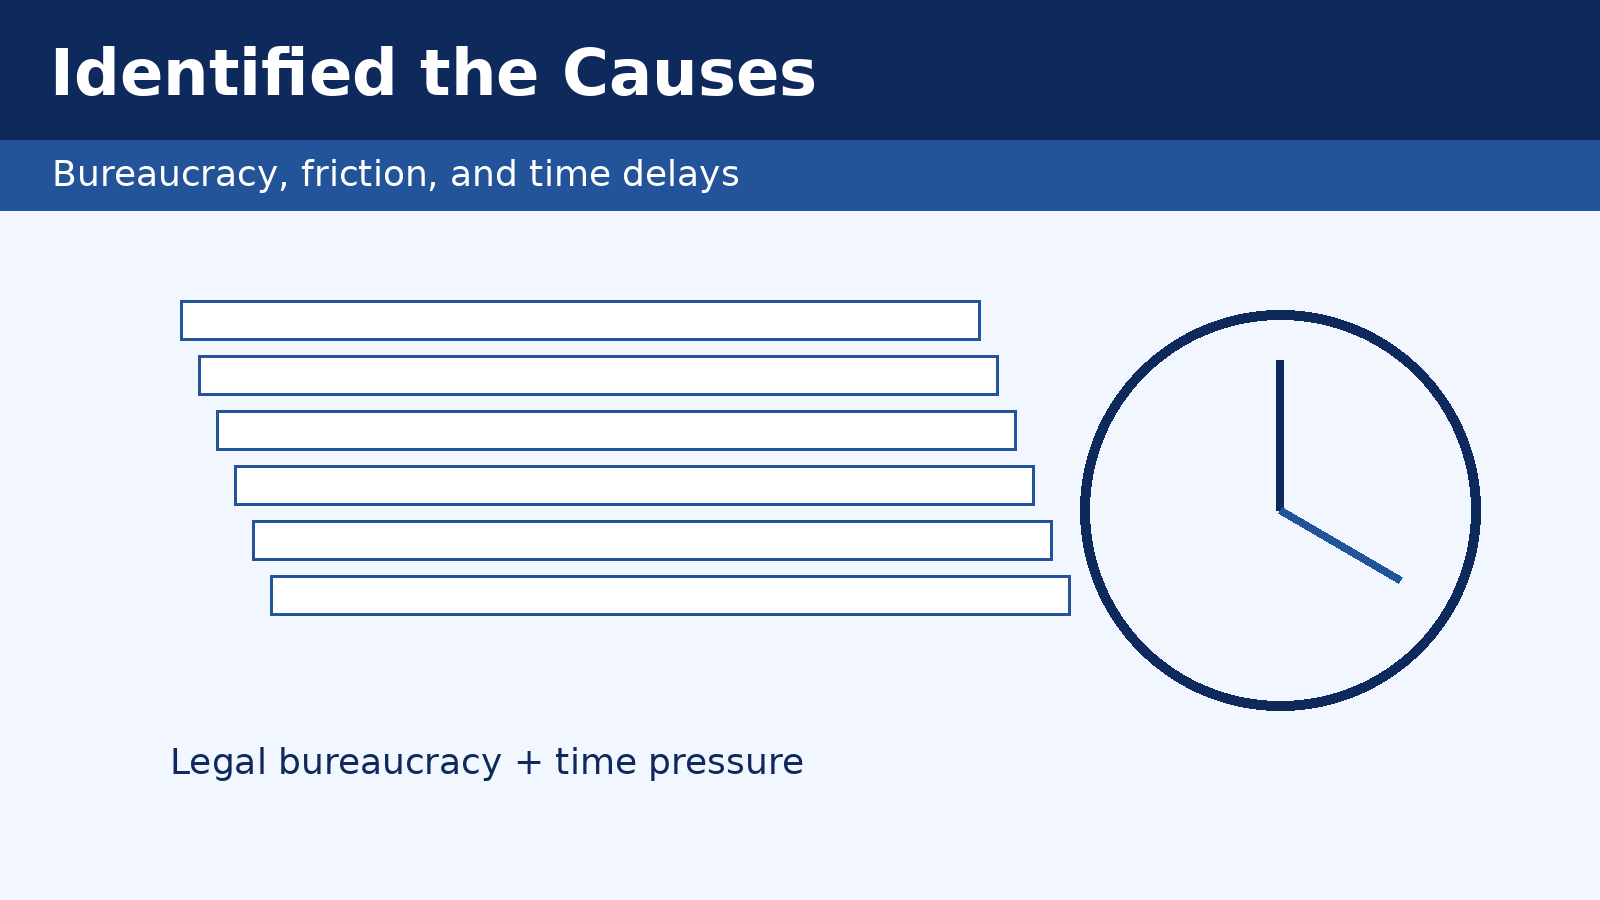 Identified the Causes
Bureaucracy, friction, and time delays
Legal bureaucracy + time pressure